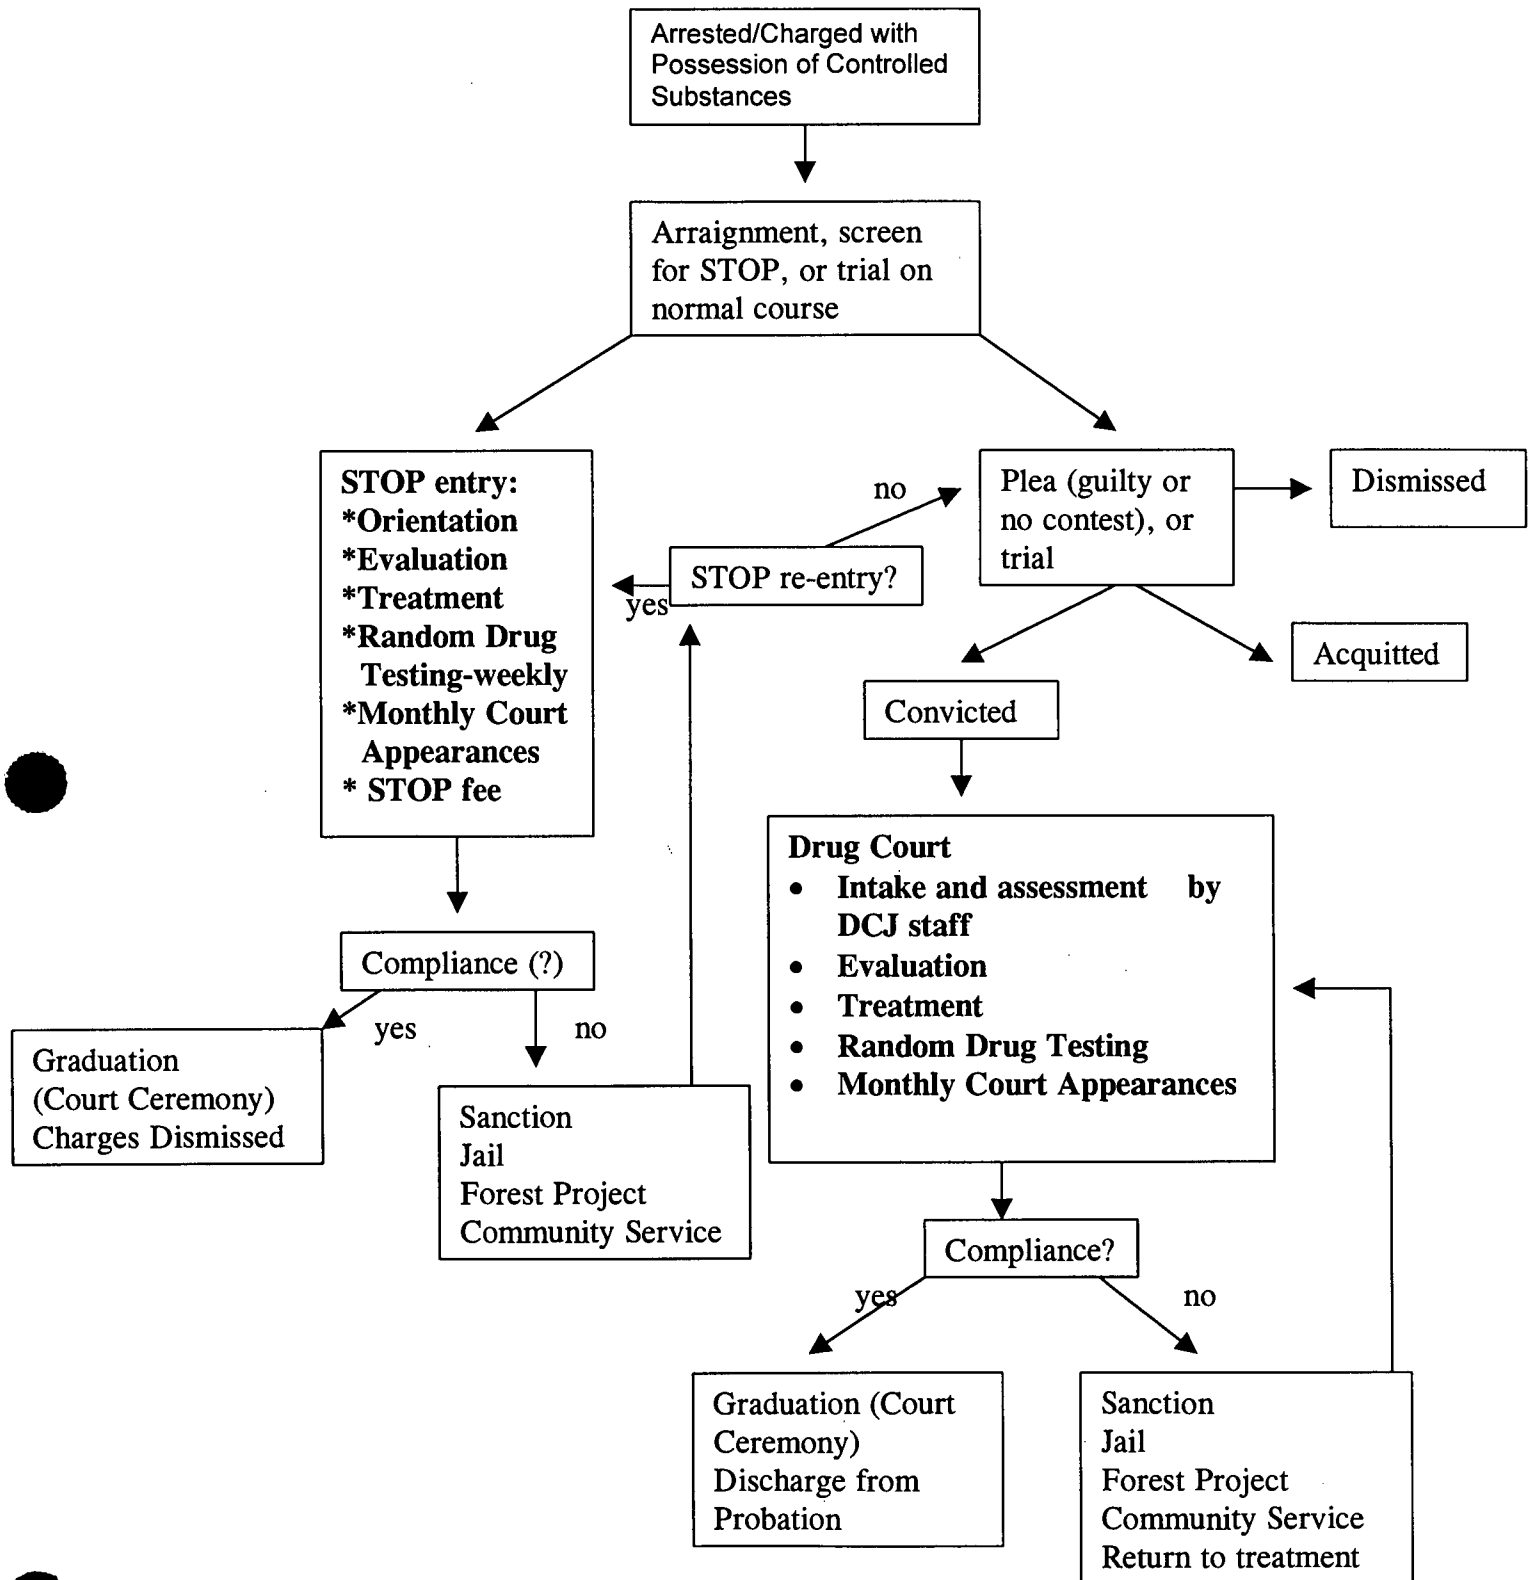 Arrested/Charged with
Possession of Controlled
Substances
Arraignment, screen
for STOP, or trial on
normal course
STOP entry:
*Orientation
*Evaluation
*Treatment
*Random Drug
Testing-weekly
*Monthly Court
Appearances
* STOP fee
no
STOP re-entry?
yes
Plea (guilty or
no contest), or
trial
Dismissed
Acquitted
Convicted
Drug Court
• Intake and assessment by
DCJ staff
• Evaluation
• Treatment
• Random Drug Testing
• Monthly Court Appearances
Compliance (?)
yes
no
Graduation
(Court Ceremony)
Charges Dismissed
Sanction
Jail
Forest Project
Community Service
Compliance?
yes
no
Graduation (Court
Ceremony)
Discharge from
Probation
Sanction
Jail
Forest Project
Community Service
Return to treatment